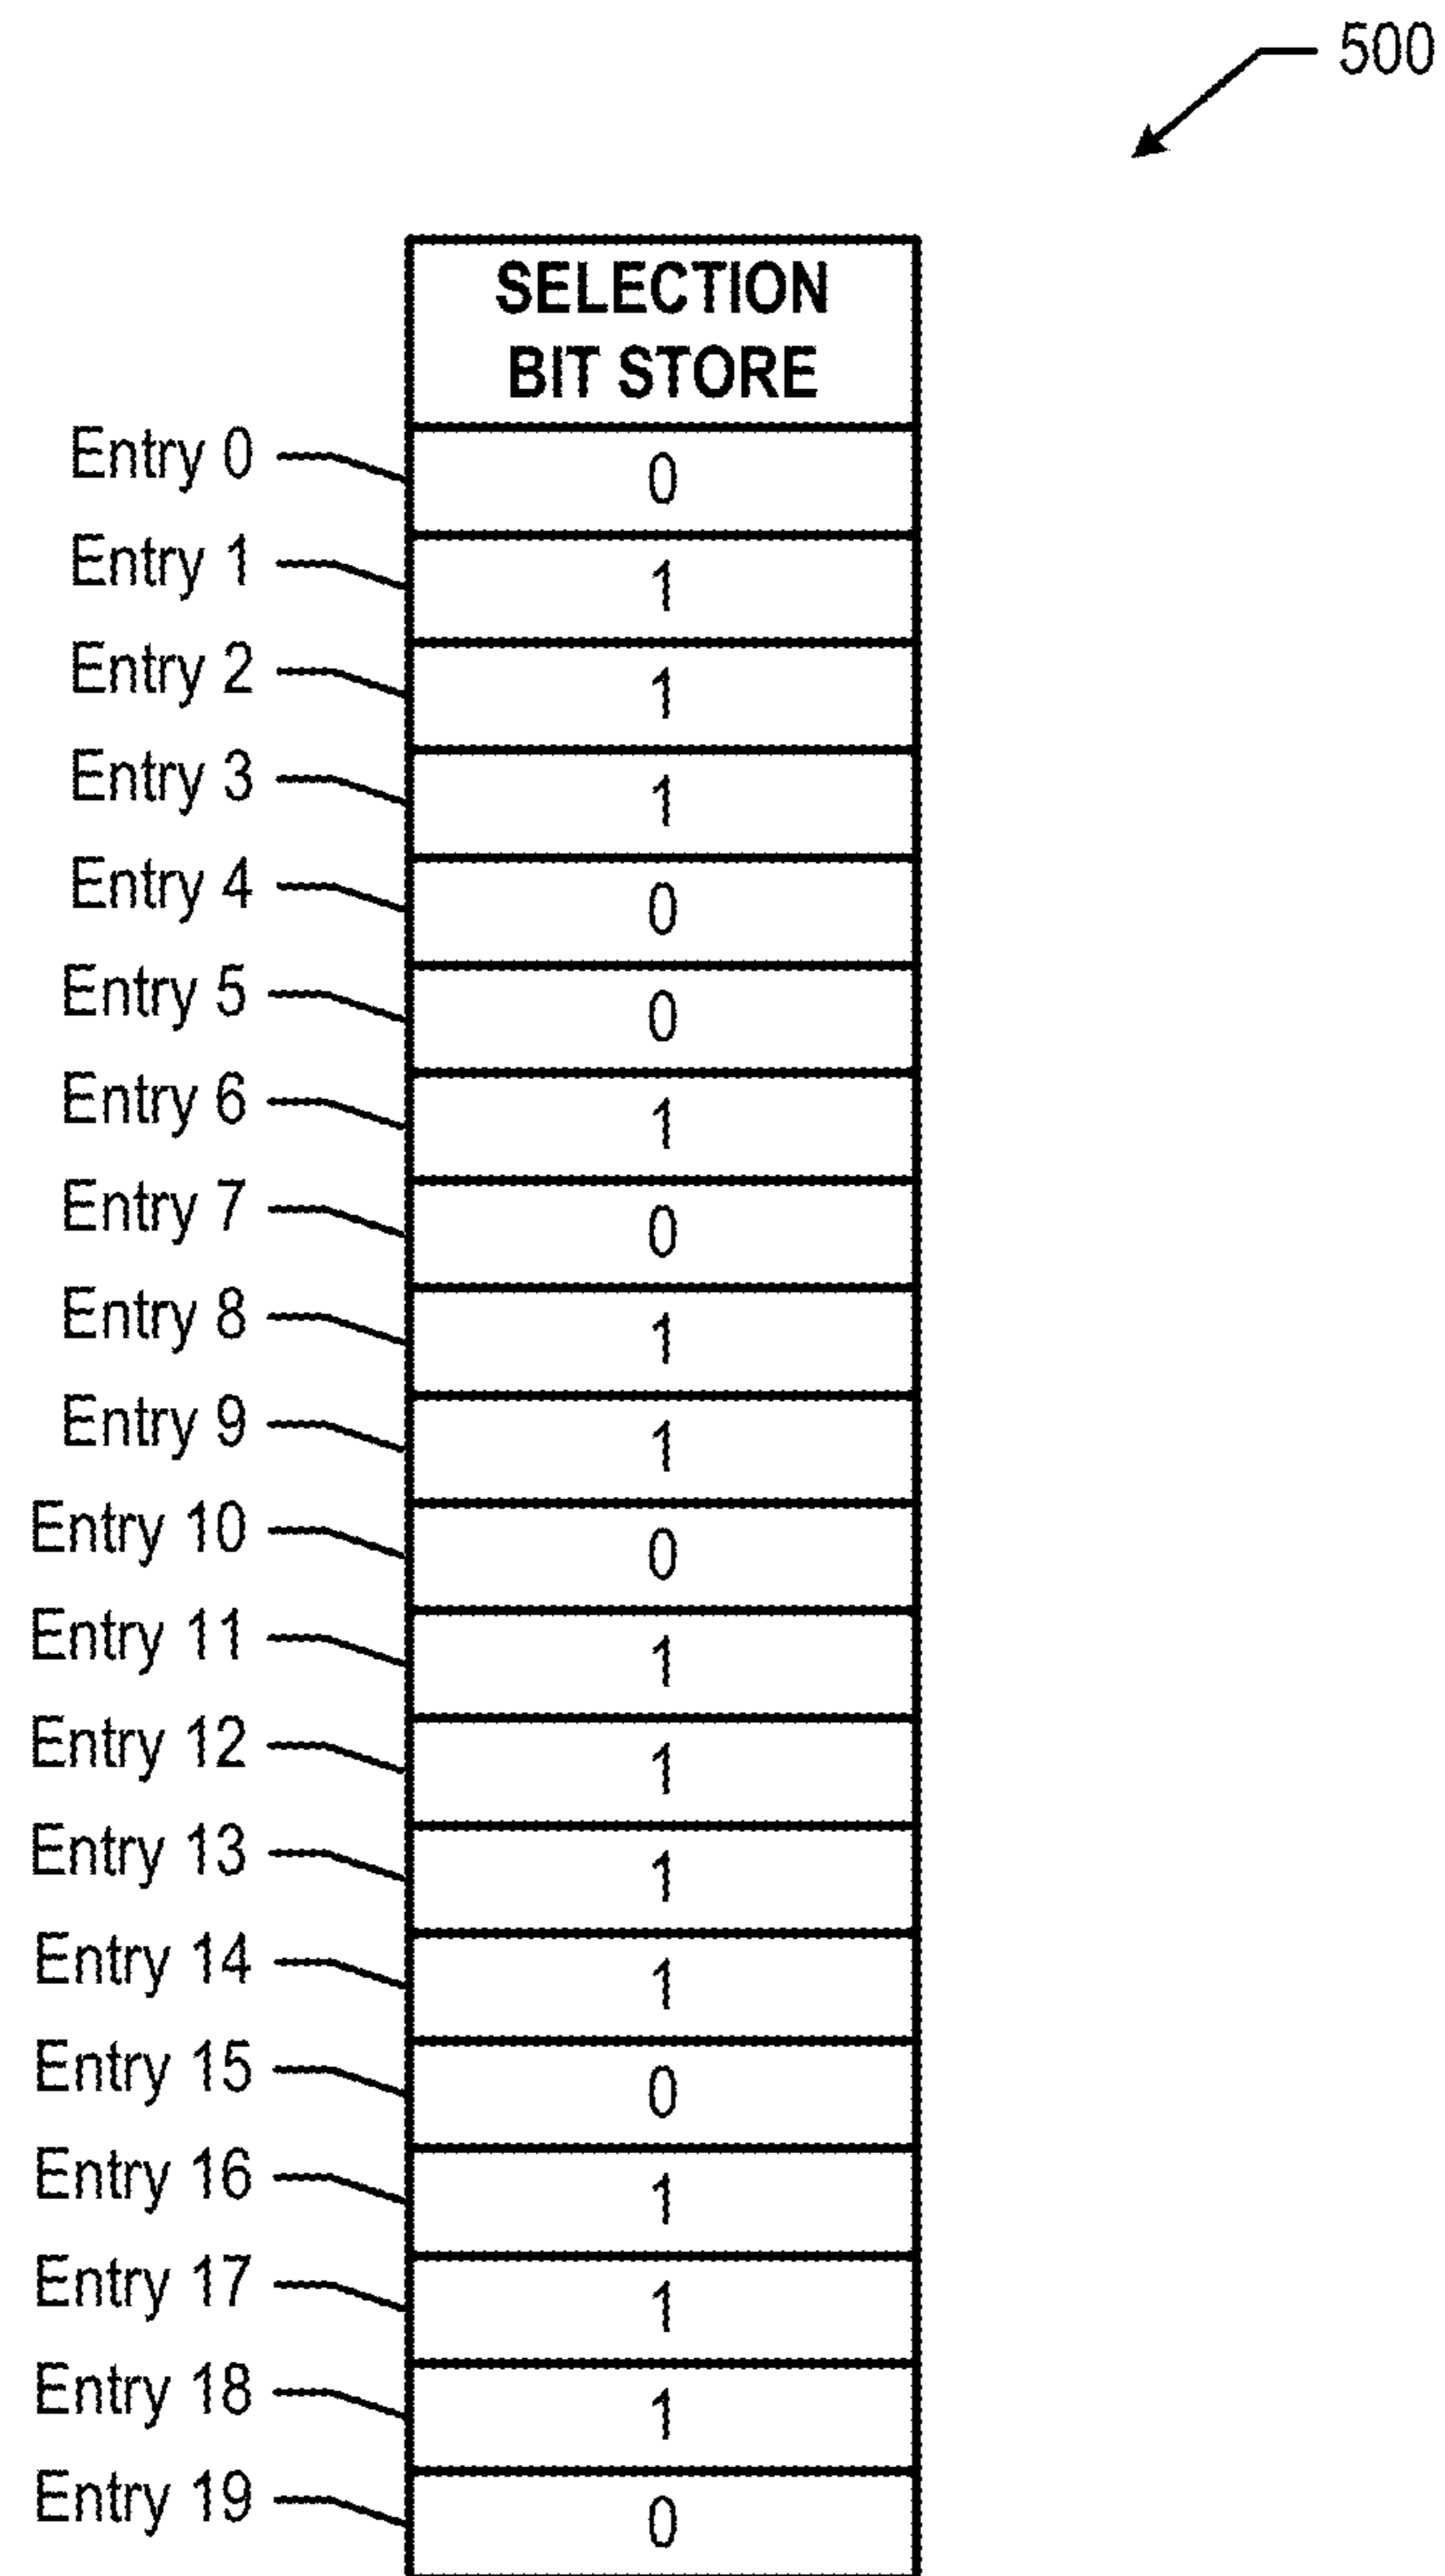 500
SELECTION
BIT STORE
Entry 0 0
Entry 1 1
Entry 2 1
Entry 3 1
Entry 4 0
Entry 5 0
Entry 6 1
Entry 7 0
Entry 8 1
Entry 9 1
Entry 10 0
Entry 11 1
Entry 12 1
Entry 13 1
Entry 14 1
Entry 15 0
Entry 16 1
Entry 17 1
Entry 18 1
Entry 19 0